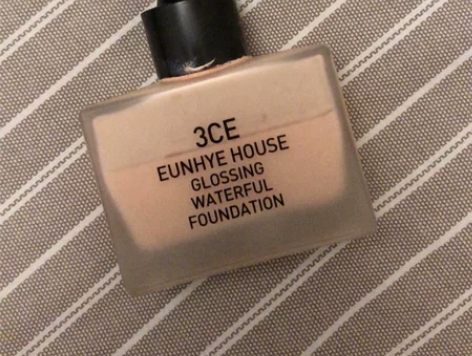 3CE
EUNHYE HOUSE
GLOSSING
WATERFUL
FOUNDATION